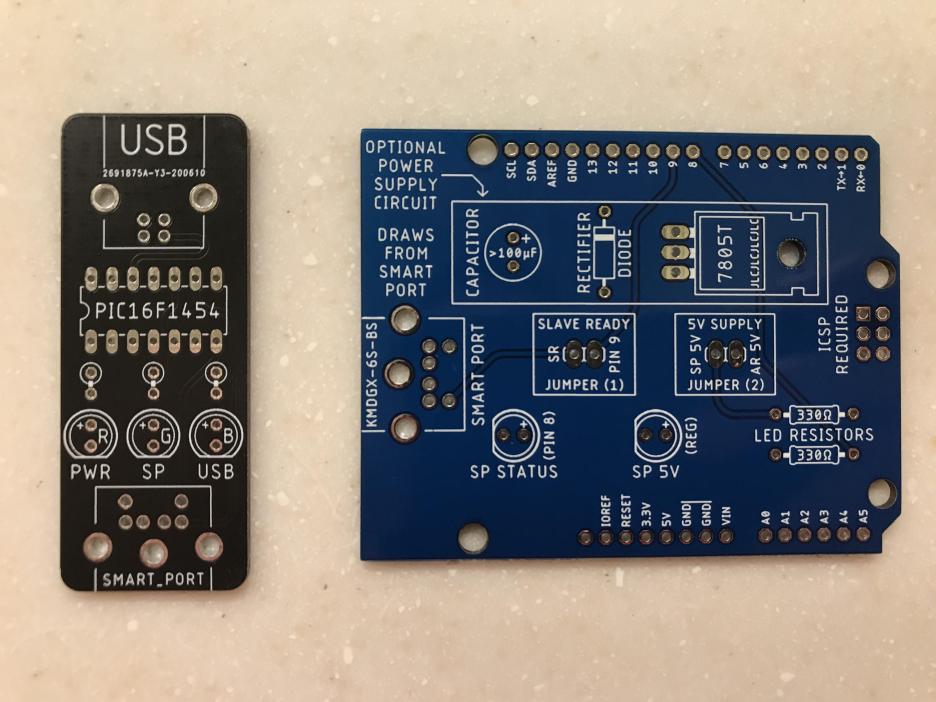 USB
2691875A-Y3-200610
PIC16F1454
+ R
+ G
+ B
PWR
SP
USB
SMART_PORT
OPTIONAL
POWER
SUPPLY
CIRCUIT
DRAWS
FROM
SMART
PORT
SCL
SDA
AREF
GND
13
12
11
10
9
8
7
6
5
4
3
2
TX→1
RX←0
CAPACITOR
+
>100µF
RECTIFIER
DIODE
7805T
JLCJLCJLCJLC
KMDGX-6S-BS
SMART_PORT
SLAVE READY
SR
PIN 9
JUMPER (1)
5V SUPPLY
SP 5V
AR 5V
JUMPER (2)
ICSP
REQUIRED
+
(PIN 8)
SP STATUS
+
(REG)
SP 5V
330Ω
LED RESISTORS
330Ω
IOREF
RESET
3.3V
5V
GND
GND
VIN
A0
A1
A2
A3
A4
A5